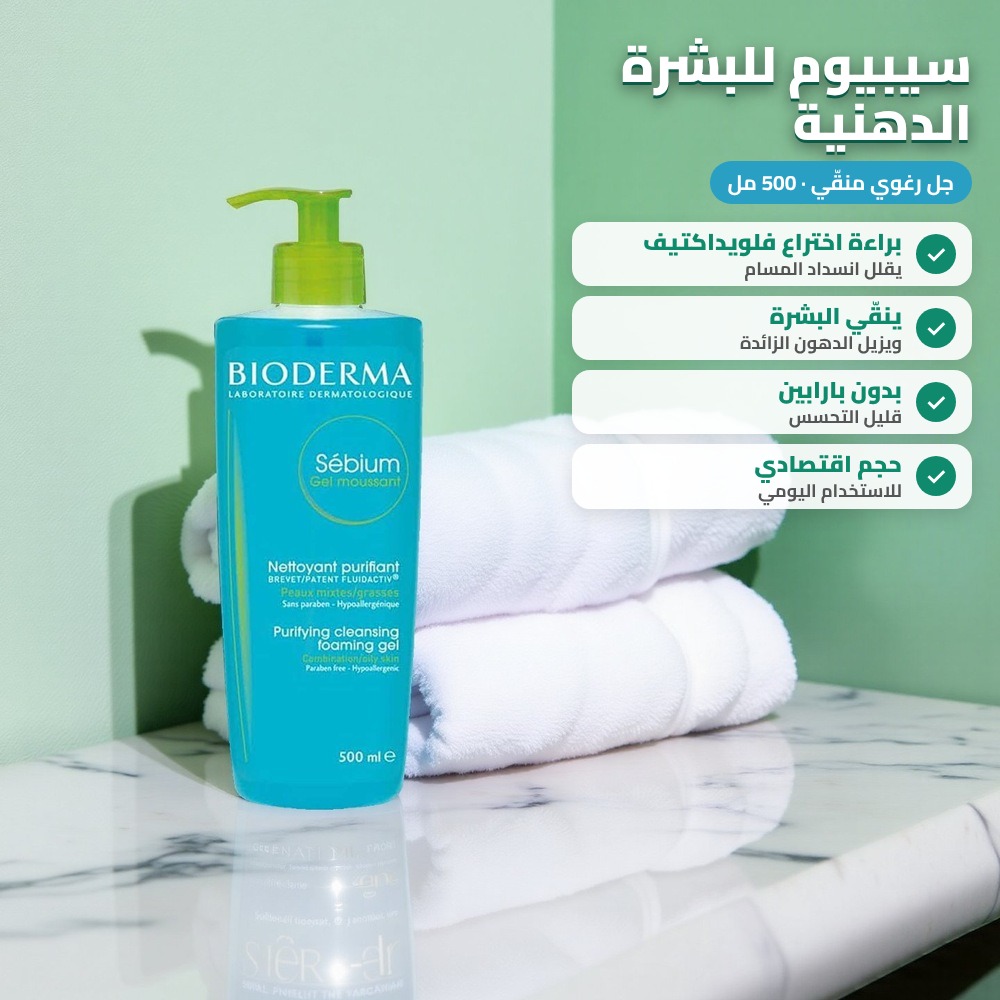 سيبيوم للبشرة
الدهنية
جل رغوي منقّي · 500 مل
براءة اختراع فلويداكتيف
يقلل انسداد المسام
ينقّي البشرة
ويزيل الدهون الزائدة
بدون بارابين
قليل التحسس
حجم اقتصادي
للاستخدام اليومي
BIODERMA
LABORATOIRE DERMATOLOGIQUE
Sébium
Gel moussant
Nettoyant purifiant
BREVET/PATENT FLUIDACTIV®
Peaux mixtes/grasses
Sans paraben - Hypoallergénique
Purifying cleansing
foaming gel
Combination/oily skin
Paraben free - Hypoallergenic
500 ml e